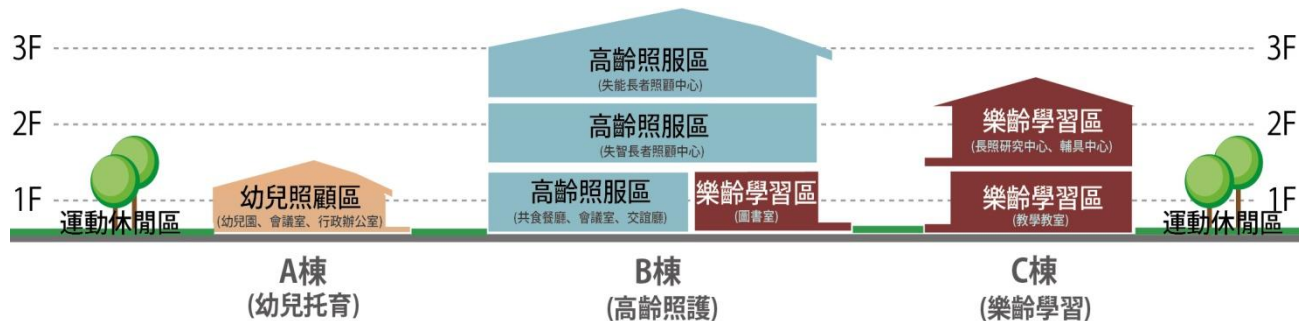 3F
2F
1F
運動休閒區
幼兒照顧區
(幼兒園、會議室、行政辦公室)
A棟
(幼兒托育)
高齡照服區
(失能長者照顧中心)
高齡照服區
(失智長者照顧中心)
高齡照服區
(共食餐廳、會議室、交誼廳)
樂齡學習區
(圖書室)
B棟
(高齡照護)
樂齡學習區
(長照研究中心、輔具中心)
樂齡學習區
(教學教室)
C棟
(樂齡學習)
3F
2F
1F
運動休閒區